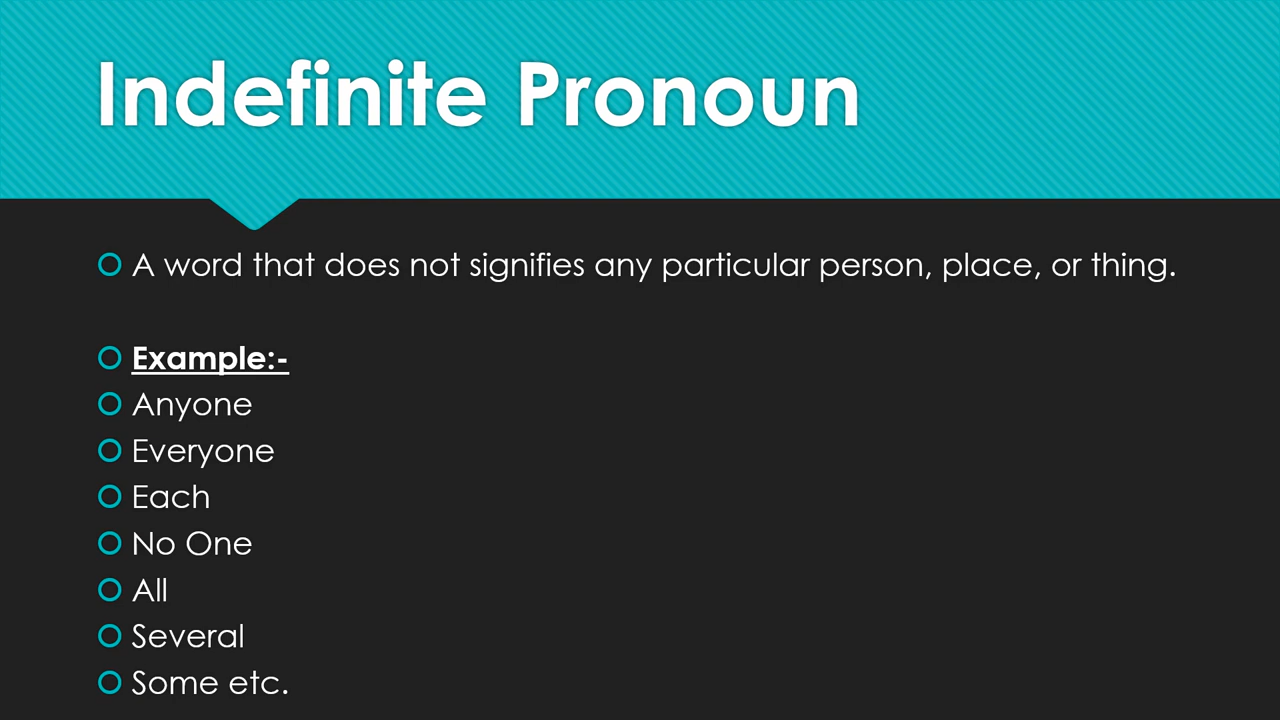 Indefinite Pronoun
A word that does not signifies any particular person, place, or thing.
Example:-
Anyone
Everyone
Each
No One
All
Several
Some etc.